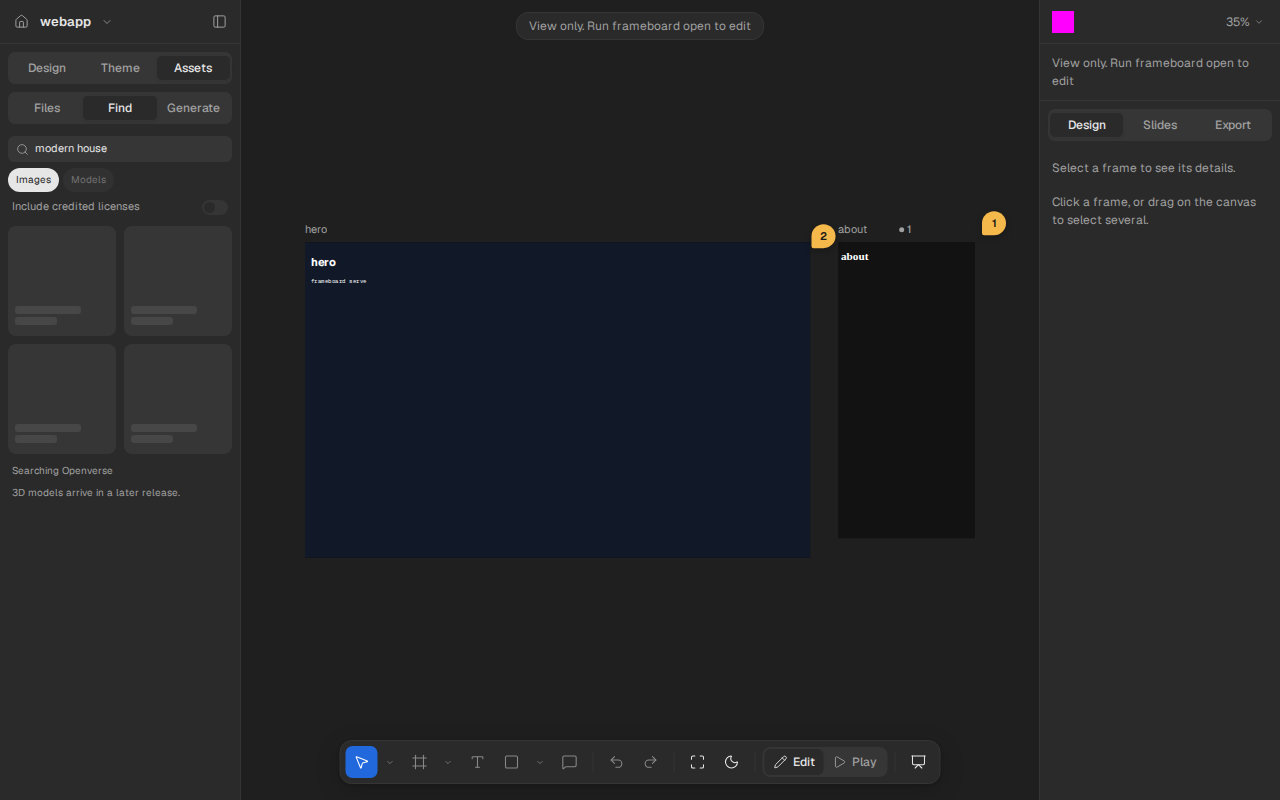 webapp
Design
Theme
Assets
Files
Find
Generate
modern house
Images
Models
Include credited licenses
Searching Openverse
3D models arrive in a later release.
View only. Run frameboard open to edit
hero
2
about
1
1
hero
frameboard serve
about
Edit
Play
35%
View only. Run frameboard open to
edit
Design
Slides
Export
Select a frame to see its details.
Click a frame, or drag on the canvas
to select several.